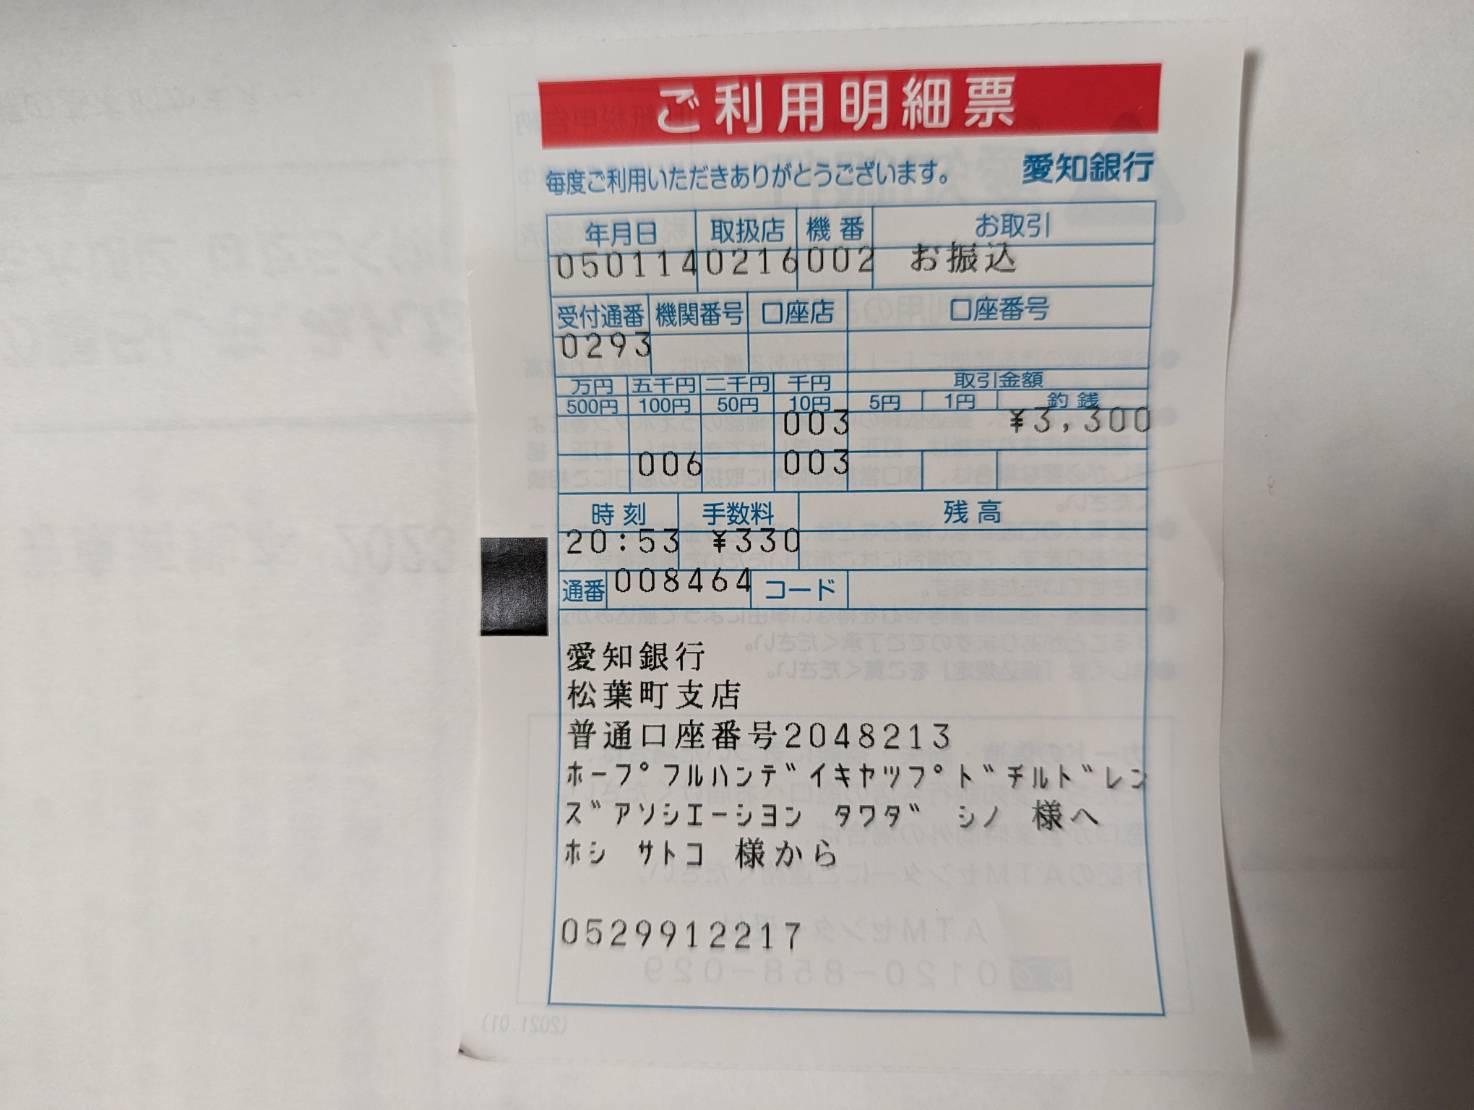 ご利用明細票
毎度ご利用いただきありがとうございます。 愛知銀行
年月日 取扱店 機番 お取引
050114 0216 002 お振込
受付通番 機関番号 口座店 口座番号
0293
万円 五千円 二千円 千円 取引金額
500円 100円 50円 10円 5円 1円 釣銭
003 ¥3,300
006 003
時刻 手数料 残高
20:53 ¥330
通番 008464 コード
愛知銀行
松葉町支店
普通口座番号2048213
ホープフルハンデイキヤツプドチルドレン
ズアソシエーシヨン タワダ シノ 様へ
ホシ サトコ 様から
0529912217